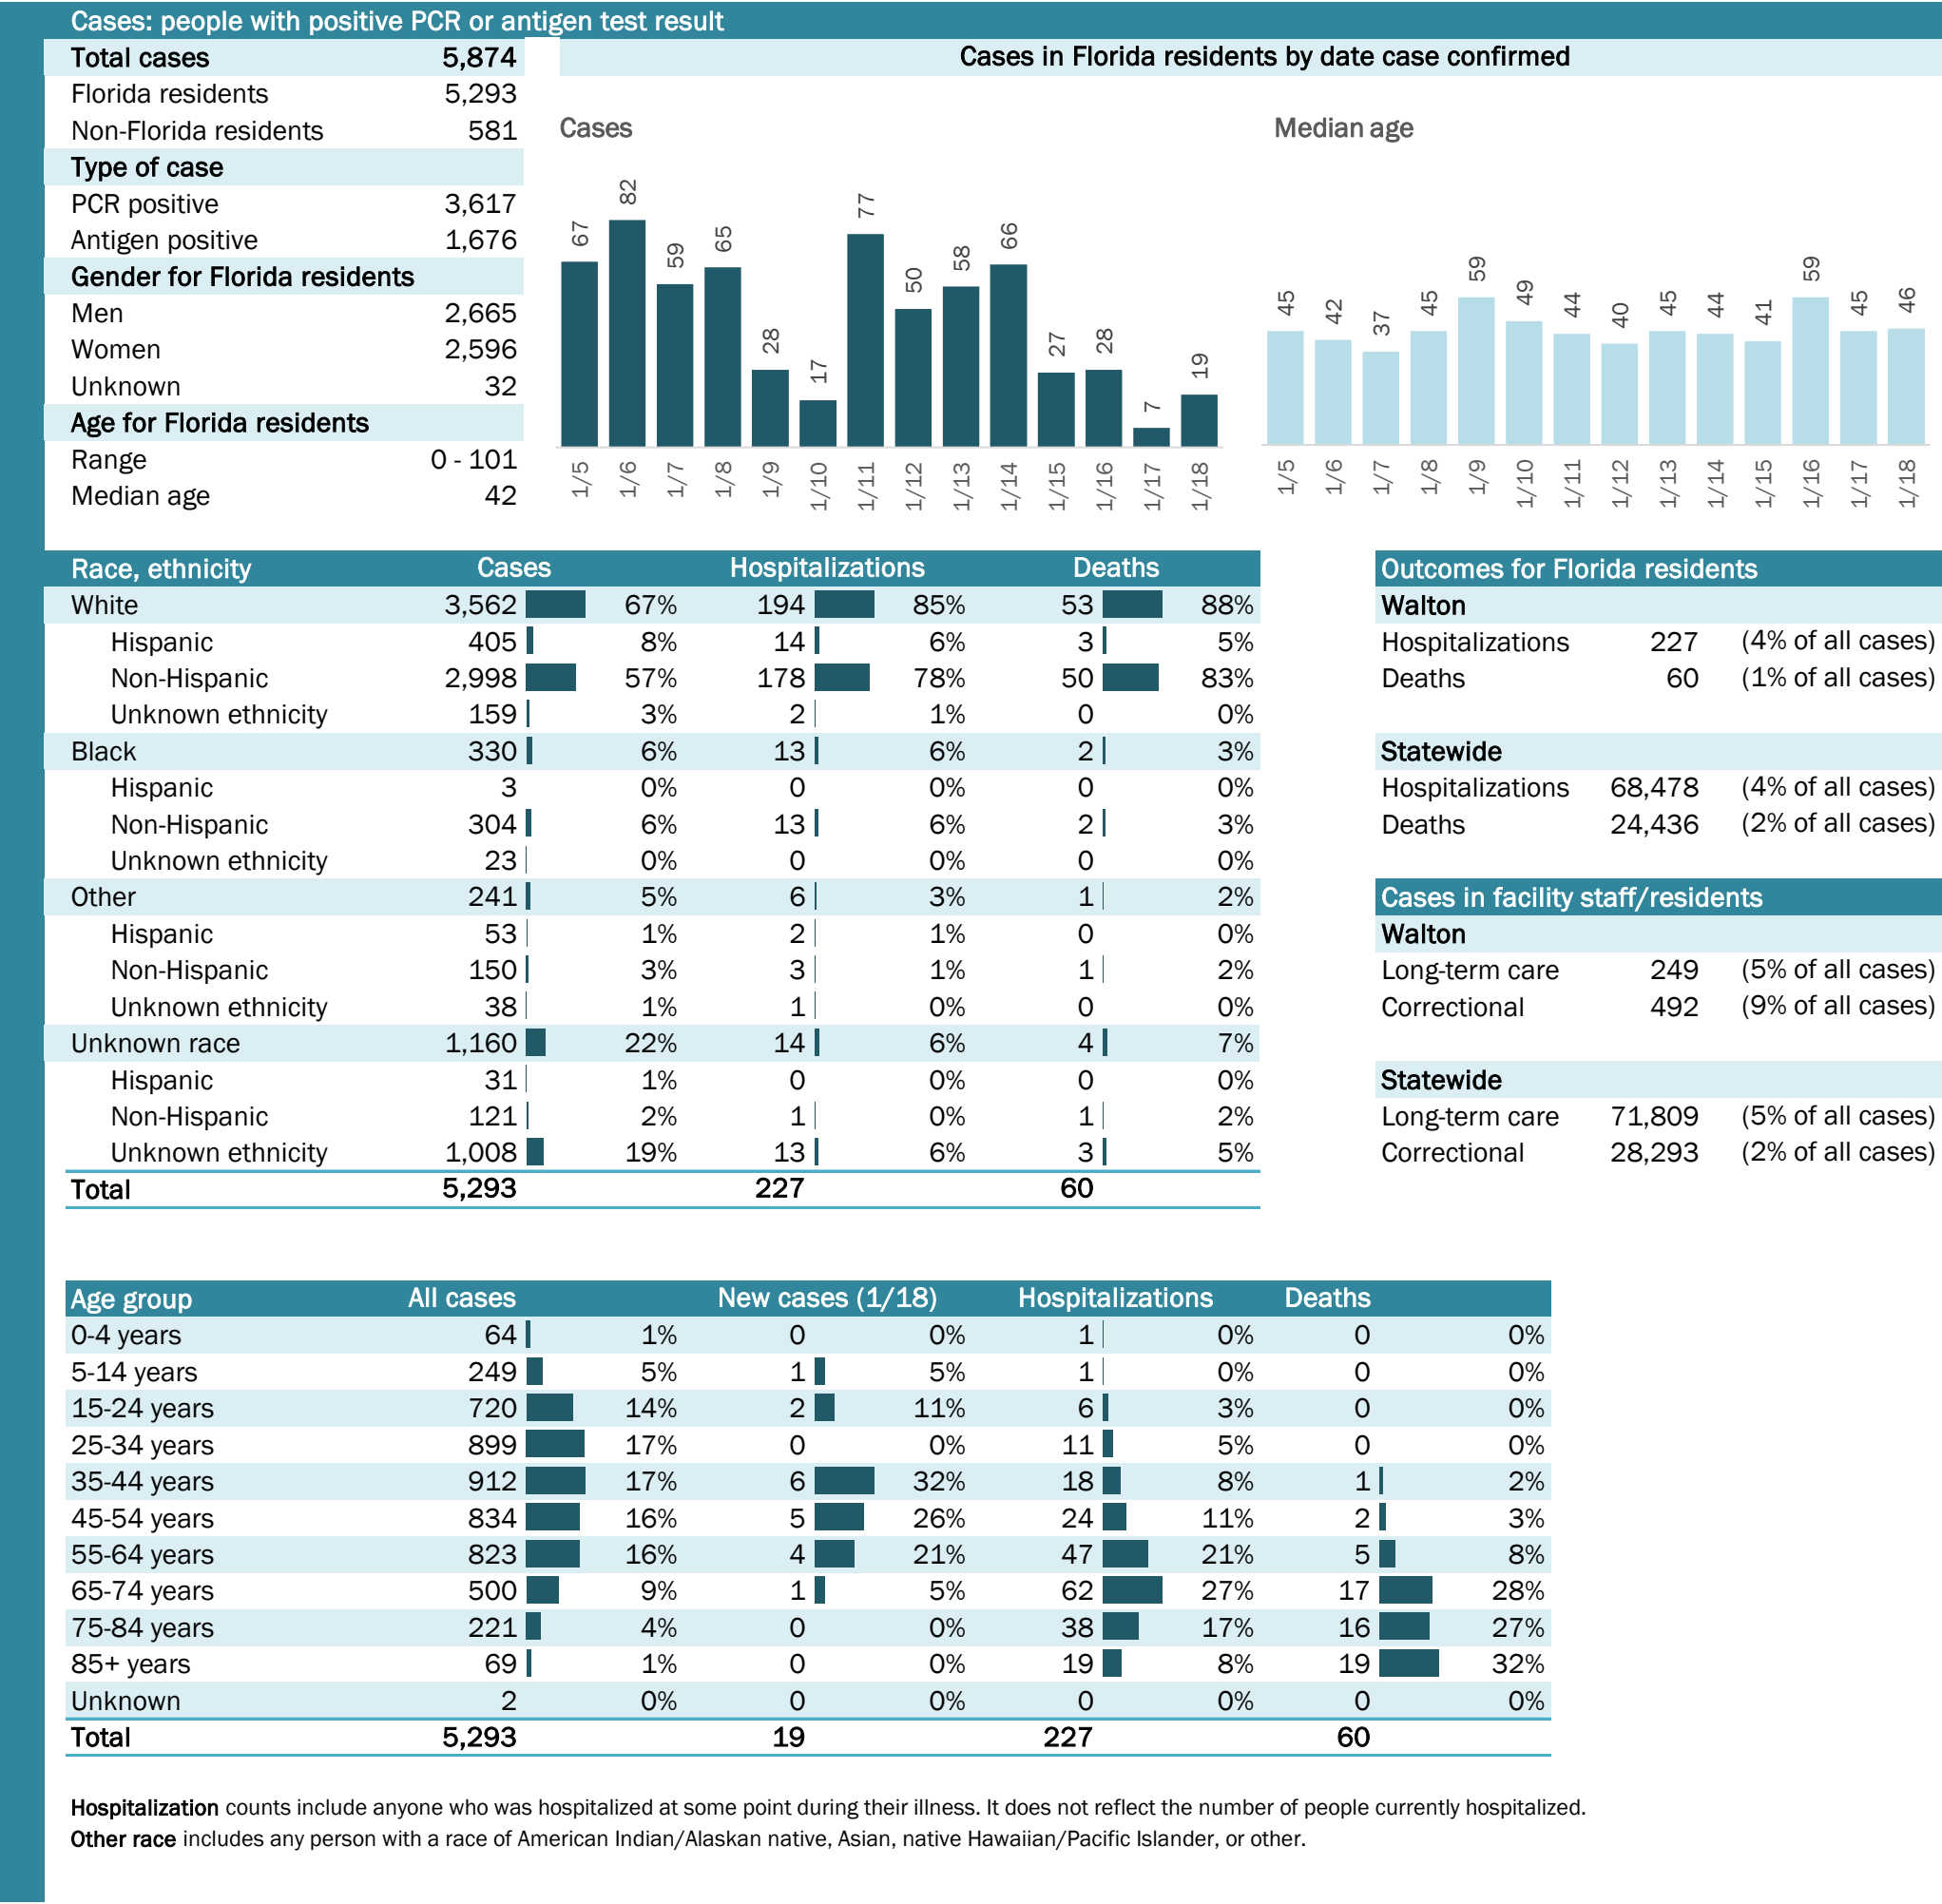 Cases: people with positive PCR or antigen test result
Total cases 5,874
Florida residents 5,293
Non-Florida residents 581
Type of case
PCR positive 3,617
Antigen positive 1,676
Gender for Florida residents
Men 2,665
Women 2,596
Unknown 32
Age for Florida residents
Range 0 - 101
Median age 42
Cases in Florida residents by date case confirmed
Cases
67 82 59 65 28 17 77 50 58 66 27 28 7 19
1/5 1/6 1/7 1/8 1/9 1/10 1/11 1/12 1/13 1/14 1/15 1/16 1/17 1/18
Median age
45 42 37 45 59 49 44 40 45 44 41 59 45 46
1/5 1/6 1/7 1/8 1/9 1/10 1/11 1/12 1/13 1/14 1/15 1/16 1/17 1/18
Race, ethnicity Cases Hospitalizations Deaths
White 3,562 67% 194 85% 53 88%
Hispanic 405 8% 14 6% 3 5%
Non-Hispanic 2,998 57% 178 78% 50 83%
Unknown ethnicity 159 3% 2 1% 0 0%
Black 330 6% 13 6% 2 3%
Hispanic 3 0% 0 0% 0 0%
Non-Hispanic 304 6% 13 6% 2 3%
Unknown ethnicity 23 0% 0 0% 0 0%
Other 241 5% 6 3% 1 2%
Hispanic 53 1% 2 1% 0 0%
Non-Hispanic 150 3% 3 1% 1 2%
Unknown ethnicity 38 1% 1 0% 0 0%
Unknown race 1,160 22% 14 6% 4 7%
Hispanic 31 1% 0 0% 0 0%
Non-Hispanic 121 2% 1 0% 1 2%
Unknown ethnicity 1,008 19% 13 6% 3 5%
Total 5,293 227 60
Outcomes for Florida residents
Walton
Hospitalizations 227 (4% of all cases)
Deaths 60 (1% of all cases)
Statewide
Hospitalizations 68,478 (4% of all cases)
Deaths 24,436 (2% of all cases)
Cases in facility staff/residents
Walton
Long-term care 249 (5% of all cases)
Correctional 492 (9% of all cases)
Statewide
Long-term care 71,809 (5% of all cases)
Correctional 28,293 (2% of all cases)
Age group All cases New cases (1/18) Hospitalizations Deaths
0-4 years 64 1% 0 0% 1 0% 0 0%
5-14 years 249 5% 1 5% 1 0% 0 0%
15-24 years 720 14% 2 11% 6 3% 0 0%
25-34 years 899 17% 0 0% 11 5% 0 0%
35-44 years 912 17% 6 32% 18 8% 1 2%
45-54 years 834 16% 5 26% 24 11% 2 3%
55-64 years 823 16% 4 21% 47 21% 5 8%
65-74 years 500 9% 1 5% 62 27% 17 28%
75-84 years 221 4% 0 0% 38 17% 16 27%
85+ years 69 1% 0 0% 19 8% 19 32%
Unknown 2 0% 0 0% 0 0% 0 0%
Total 5,293 19 227 60
Hospitalization counts include anyone who was hospitalized at some point during their illness. It does not reflect the number of people currently hospitalized.
Other race includes any person with a race of American Indian/Alaskan native, Asian, native Hawaiian/Pacific Islander, or other.